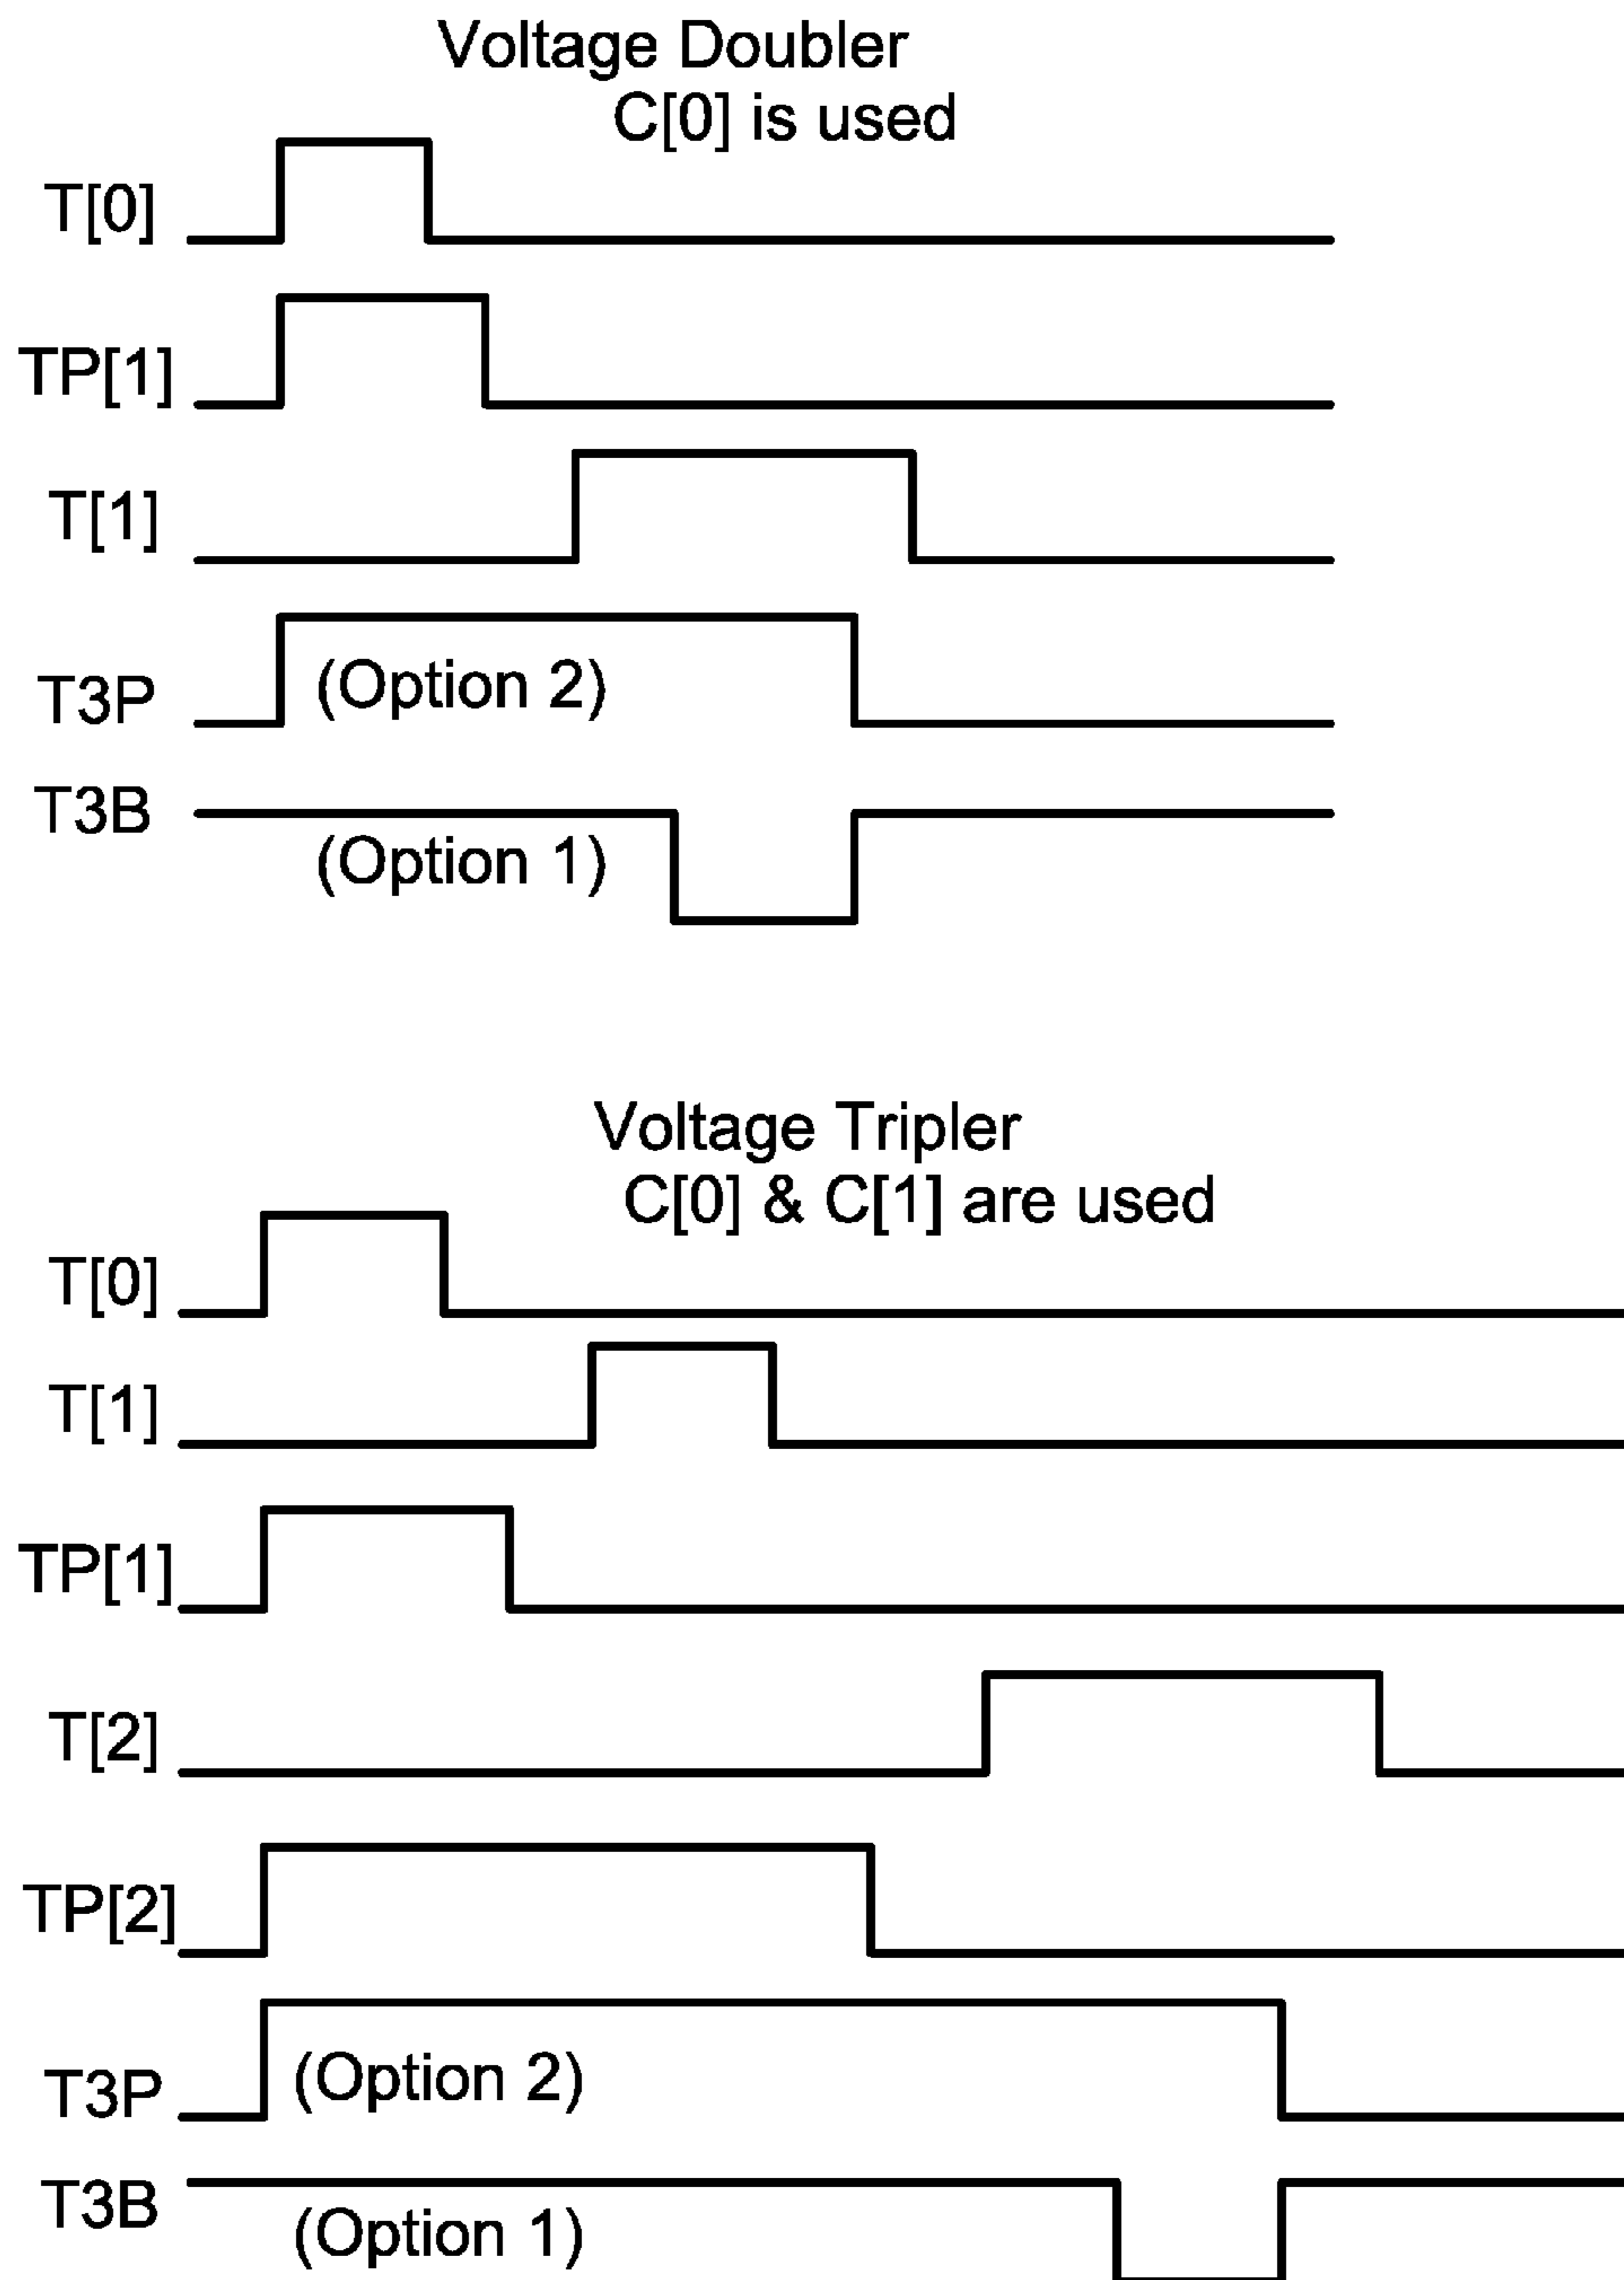 Voltage Doubler
C[0] is used
T[0]
TP[1]
T[1]
T3P
(Option 2)
T3B
(Option 1)
Voltage Tripler
C[0] & C[1] are used
T[0]
T[1]
TP[1]
T[2]
TP[2]
T3P
(Option 2)
T3B
(Option 1)